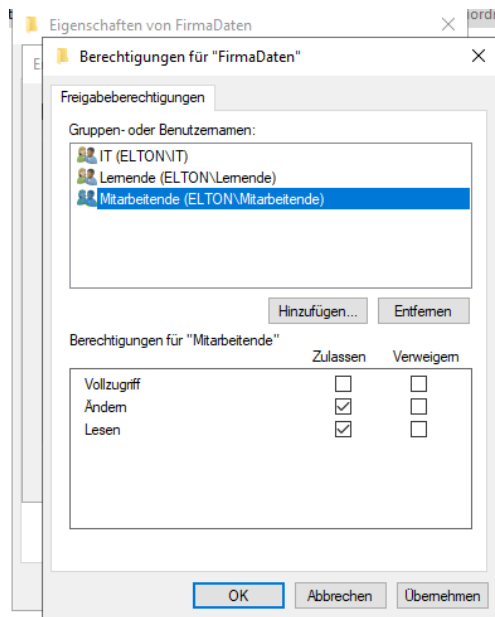 Eigenschaften von FirmaDaten
Berechtigungen für "FirmaDaten"
Freigabeberechtigungen
Gruppen- oder Benutzernamen:
IT (ELTON\IT)
Lernende (ELTON\Lernende)
Mitarbeitende (ELTON\Mitarbeitende)
Hinzufügen...
Entfernen
Berechtigungen für "Mitarbeitende"
Zulassen
Verweigern
Vollzugriff
Ändern
Lesen
OK
Abbrechen
Übernehmen